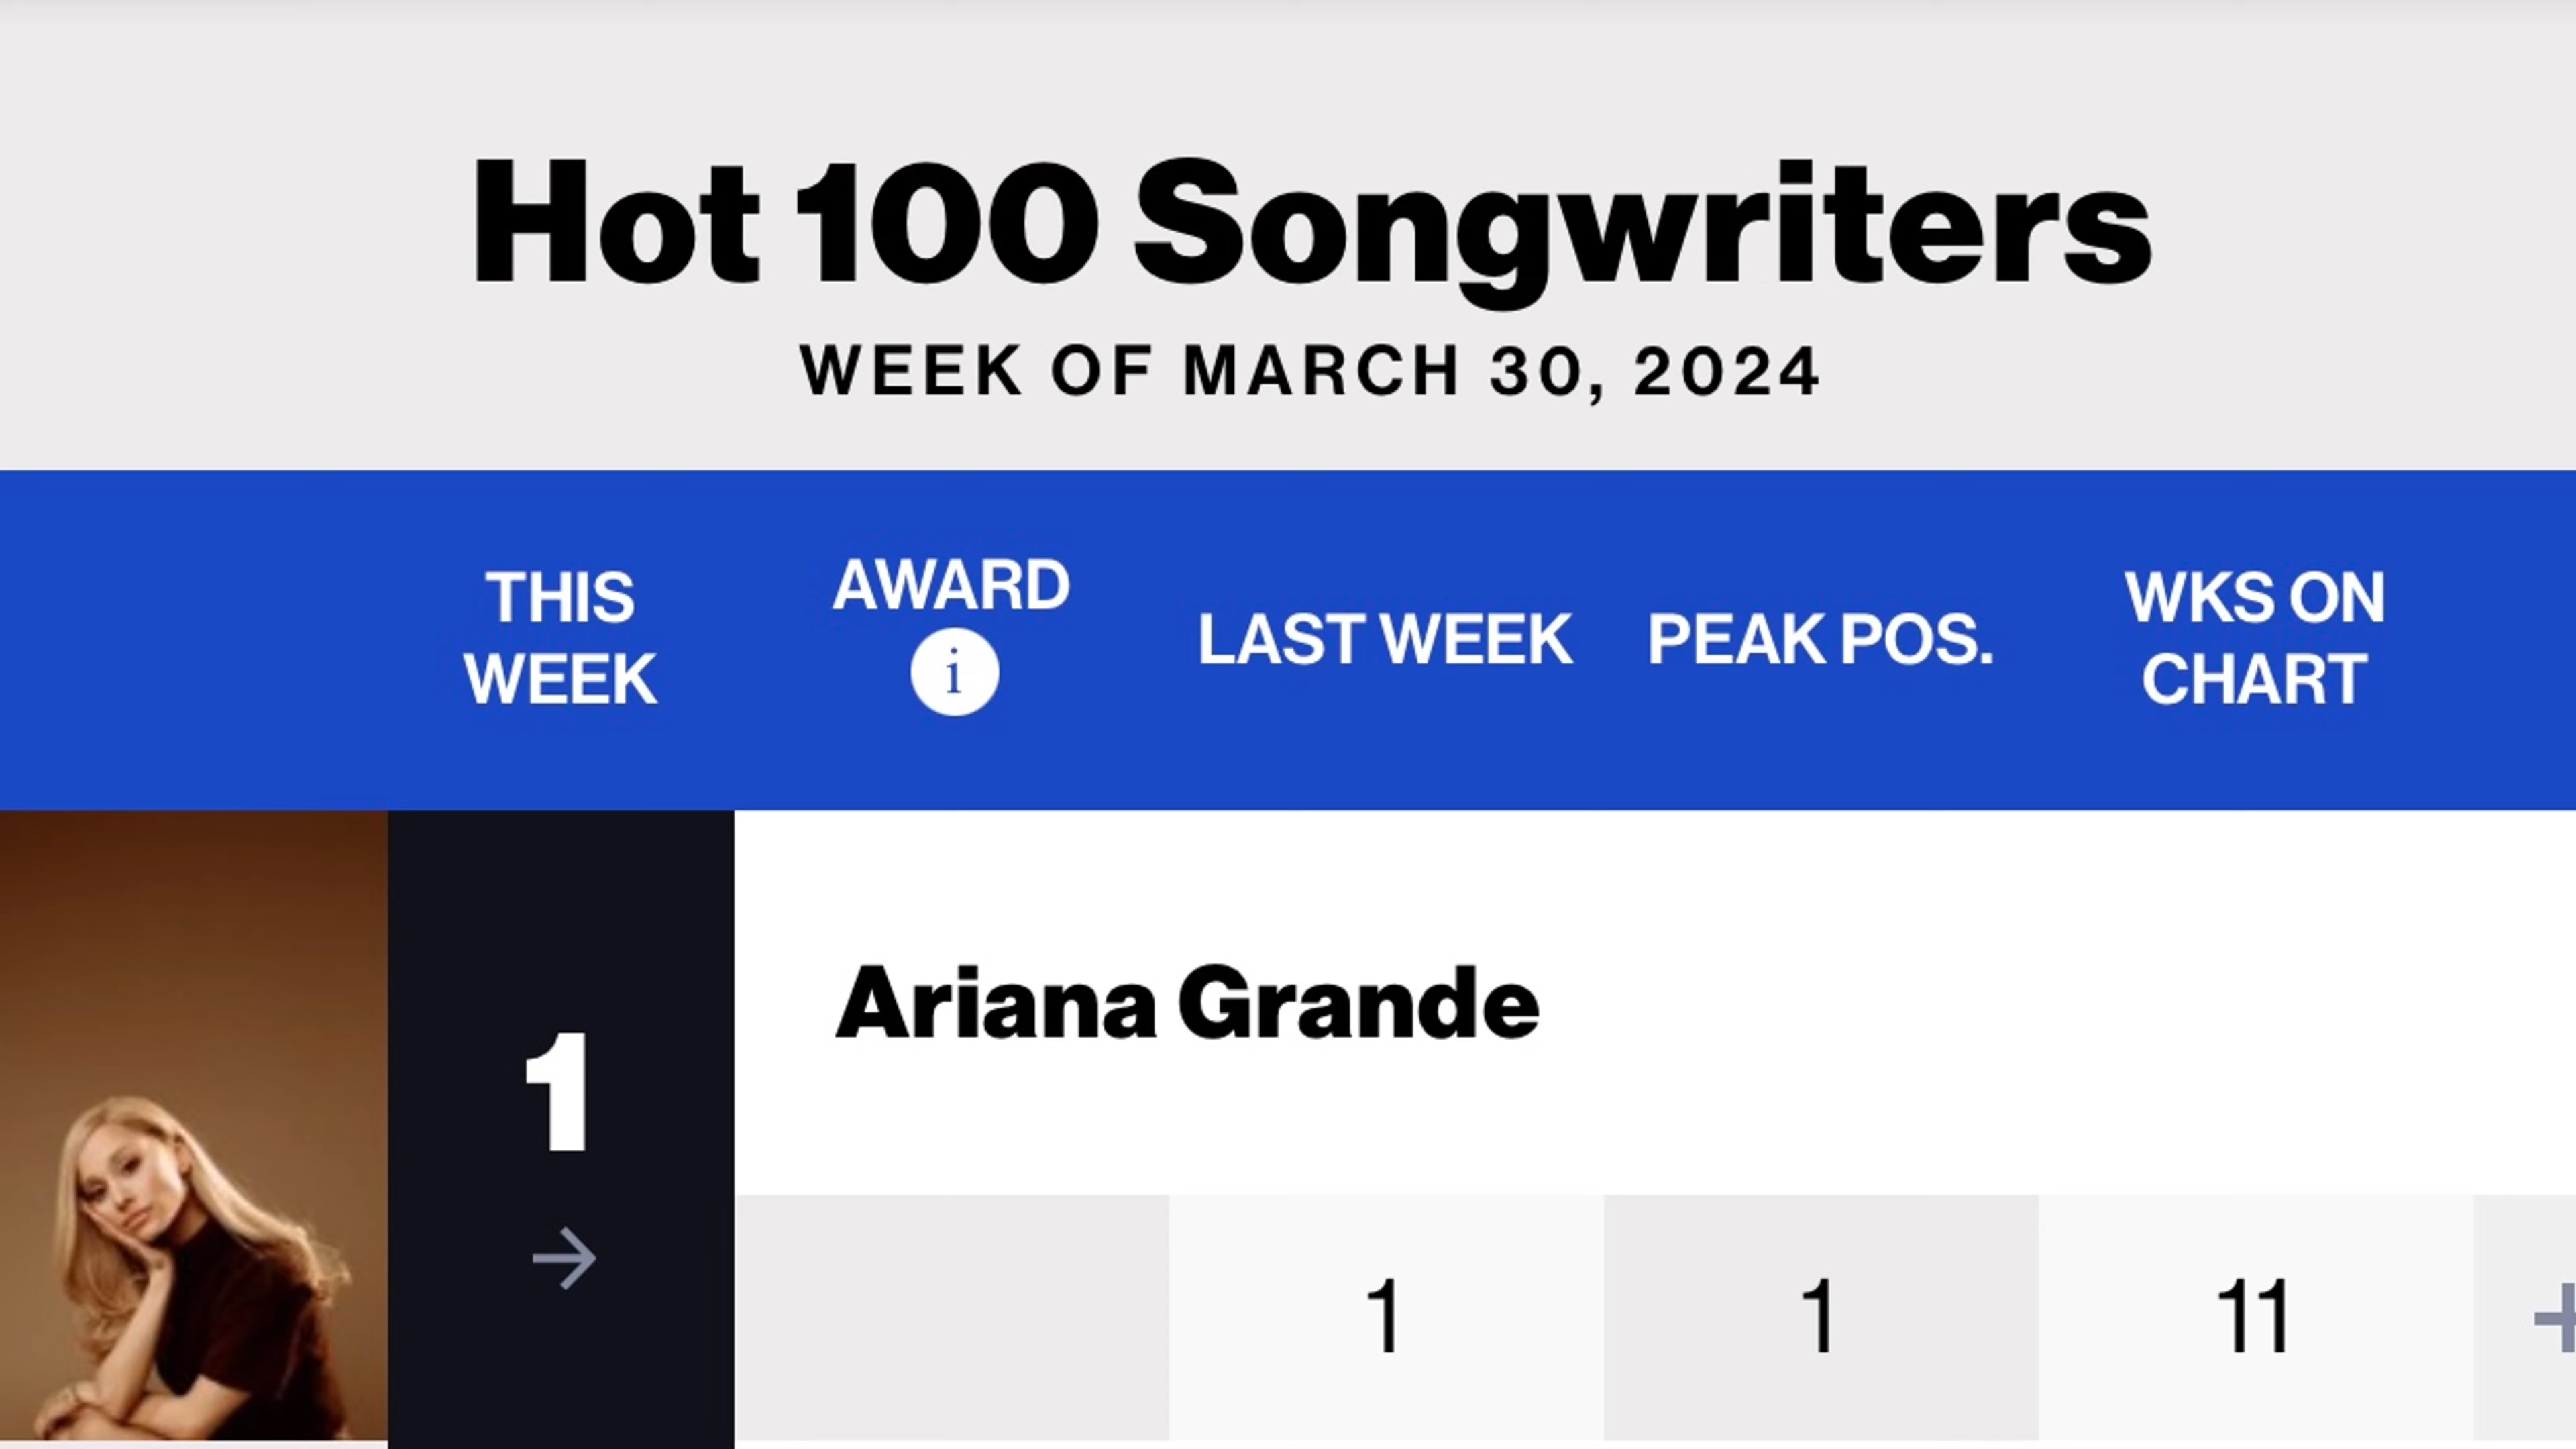 Hot 100 Songwriters
WEEK OF MARCH 30, 2024
THIS
WEEK
AWARD
i
LAST WEEK
PEAK POS.
WKS ON
CHART
1
Ariana Grande
1
1
11